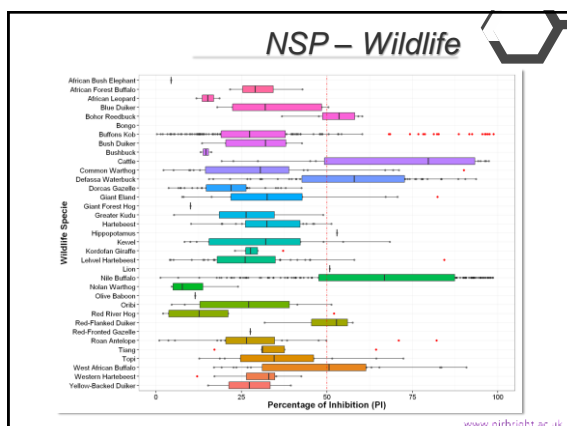 NSP – Wildlife
African Bush Elephant
African Forest Buffalo
African Leopard
Blue Duiker
Bohor Reedbuck
Bongo
Buffons Kob
Bush Duiker
Bushbuck
Cattle
Common Warthog
Defassa Waterbuck
Dorcas Gazelle
Giant Eland
Giant Forest Hog
Greater Kudu
Hartebeest
Hippopotamus
Kewel
Kordofan Giraffe
Lelwel Hartebeest
Lion
Nile Buffalo
Nolan Warthog
Olive Baboon
Oribi
Red River Hog
Red-Flanked Duiker
Red-Fronted Gazelle
Roan Antelope
Tiang
Topi
West African Buffalo
Western Hartebeest
Yellow-Backed Duiker
Wildlife Specie
0 25 50 75 100
Percentage of Inhibition (PI)
www.pirbright.ac.uk